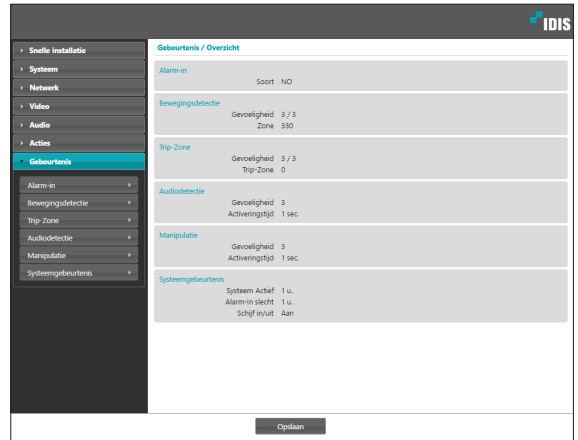 IDIS
Snelle installatie
Systeem
Netwerk
Video
Audio
Acties
Gebeurtenis
Alarm-in
Bewegingsdetectie
Trip-Zone
Audiodetectie
Manipulatie
Systeemgebeurtenis
Gebeurtenis / Overzicht
Alarm-in
Soort NO
Bewegingsdetectie
Gevoeligheid 3 / 3
Zone 330
Trip-Zone
Gevoeligheid 3 / 3
Trip-Zone 0
Audiodetectie
Gevoeligheid 3
Activeringstijd 1 sec.
Manipulatie
Gevoeligheid 3
Activeringstijd 1 sec.
Systeemgebeurtenis
Systeem Actief 1 u.
Alarm-in slecht 1 u.
Schijf in/uit Aan
Opslaan